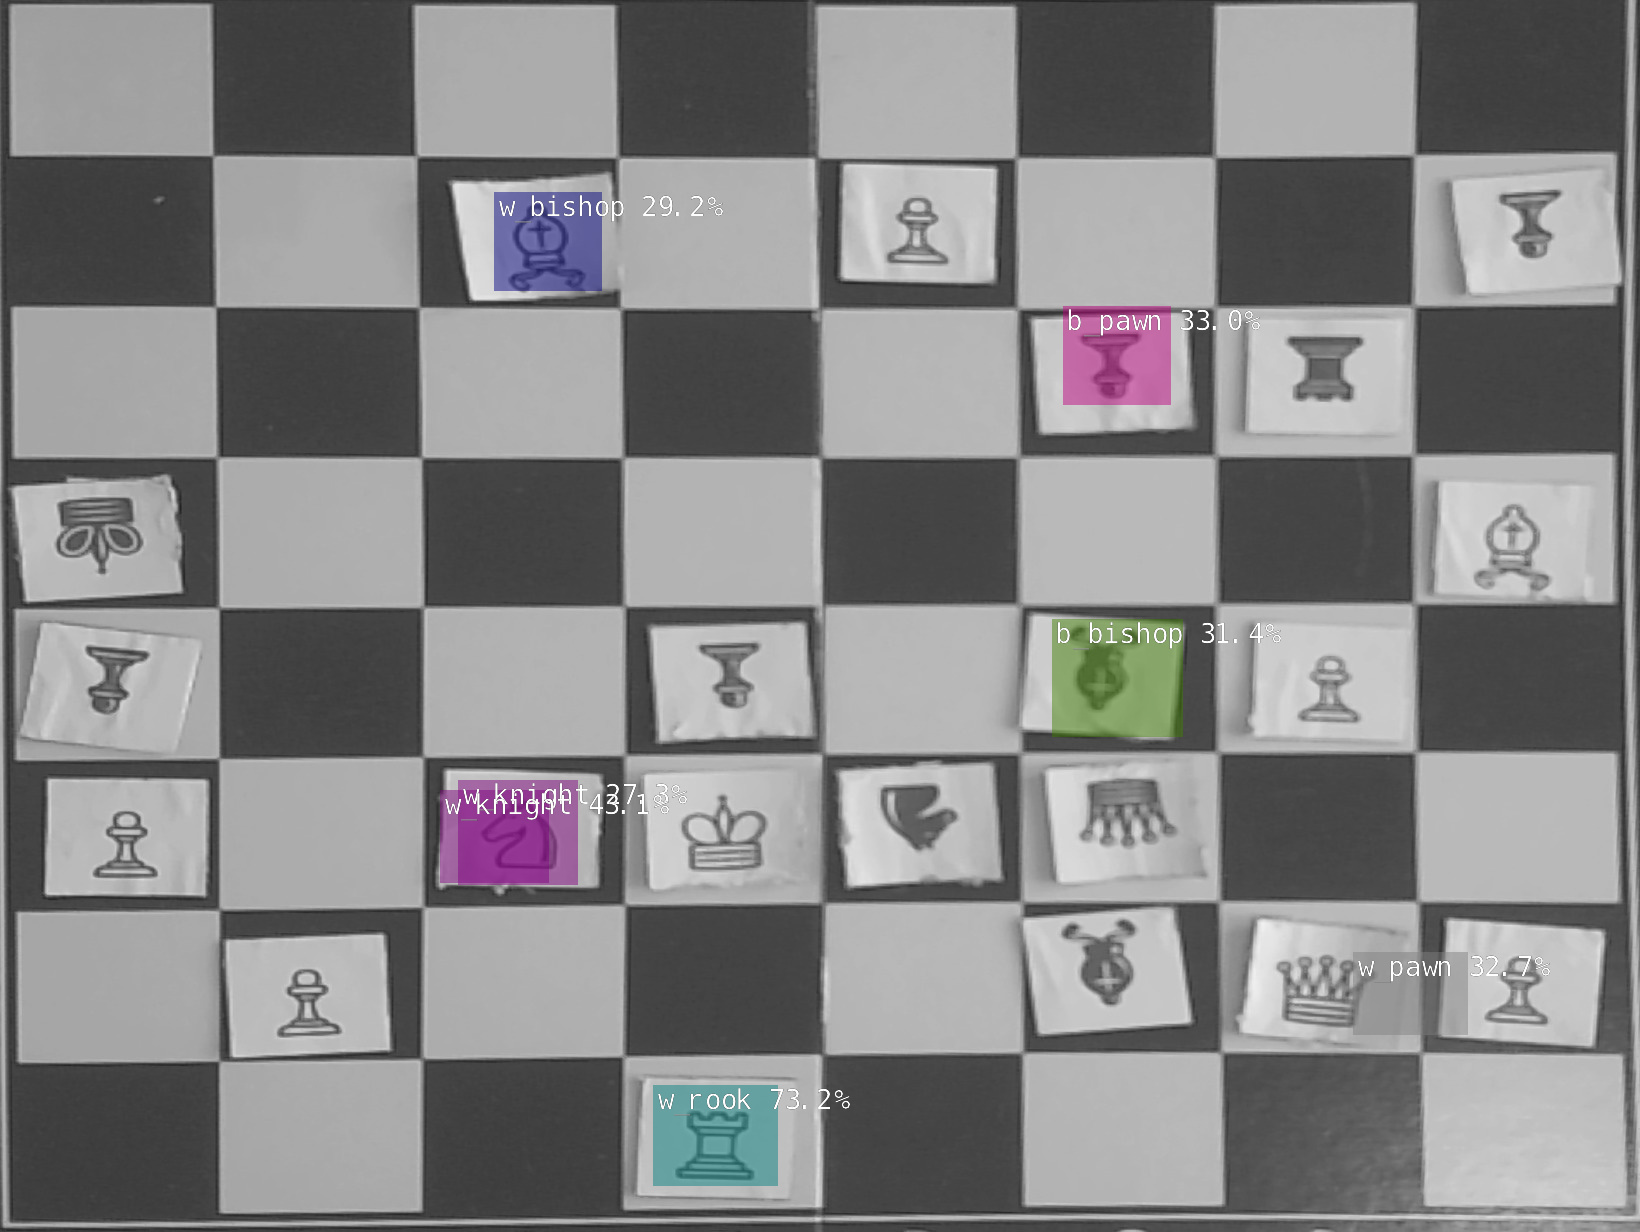 w_bishop 29.2%
b_pawn 33.0%
b_bishop 31.4%
w_knight 27.3%
w_knight 43.1%
w_pawn 32.7%
w_rook 73.2%